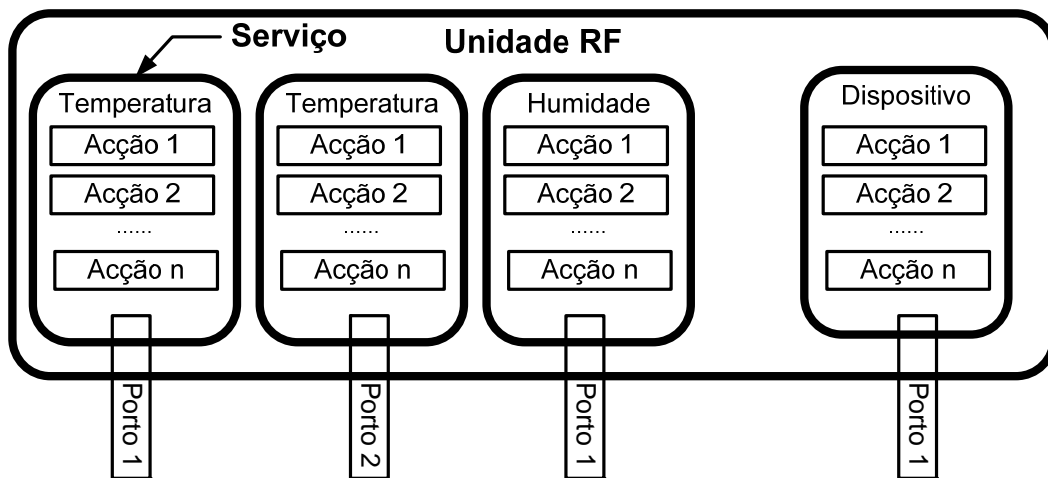 Serviço
Unidade RF
Temperatura
Acção 1
Acção 2
......
Acção n
Porto 1
Temperatura
Acção 1
Acção 2
......
Acção n
Porto 2
Humidade
Acção 1
Acção 2
......
Acção n
Porto 1
Dispositivo
Acção 1
Acção 2
......
Acção n
Porto 1